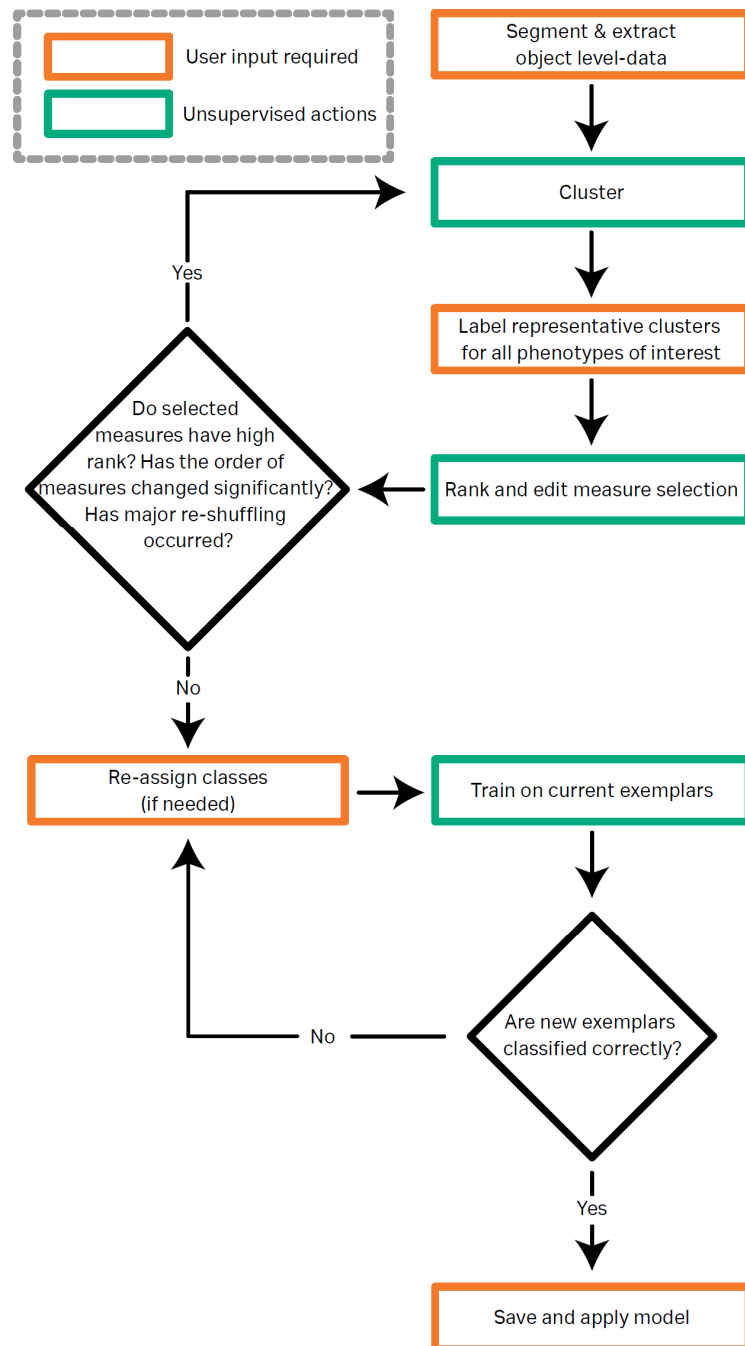 User input required
Unsupervised actions
Segment & extract
object level-data
Cluster
Yes
Label representative clusters
for all phenotypes of interest
Do selected
measures have high
rank? Has the order of
measures changed significantly?
Has major re-shuffling
occurred?
Rank and edit measure selection
No
Re-assign classes
(if needed)
Train on current exemplars
Are new exemplars
classified correctly?
No
Yes
Save and apply model